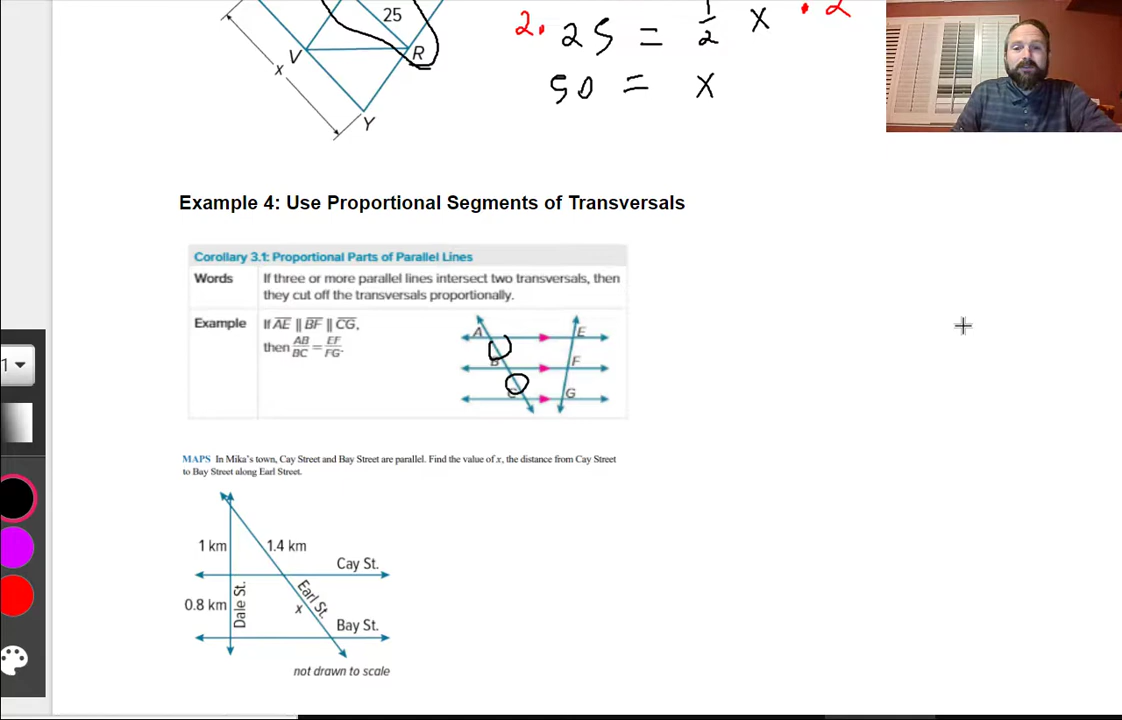 25
V
R
x
Y
2. 25 = 1/2 x • 2
50 = x
Example 4: Use Proportional Segments of Transversals
Corollary 3.1: Proportional Parts of Parallel Lines
Words If three or more parallel lines intersect two transversals, then
they cut off the transversals proportionally.
Example If AE || BF || CG,
then AB/BC = EF/FG.
A E
B F
C G
MAPS In Mika's town, Cay Street and Bay Street are parallel. Find the value of x, the distance from Cay Street
to Bay Street along Earl Street.
1 km 1.4 km
Cay St.
0.8 km Dale St. x Earl St.
Bay St.
not drawn to scale
1